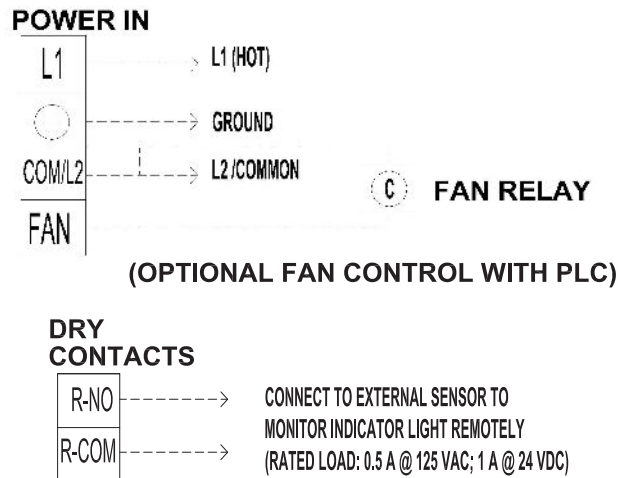 POWER IN
L1
L1 (HOT)
GROUND
COM/L2
L2 /COMMON
C
FAN RELAY
FAN
(OPTIONAL FAN CONTROL WITH PLC)
DRY
CONTACTS
R-NO
CONNECT TO EXTERNAL SENSOR TO
MONITOR INDICATOR LIGHT REMOTELY
R-COM
(RATED LOAD: 0.5 A @ 125 VAC; 1 A @ 24 VDC)